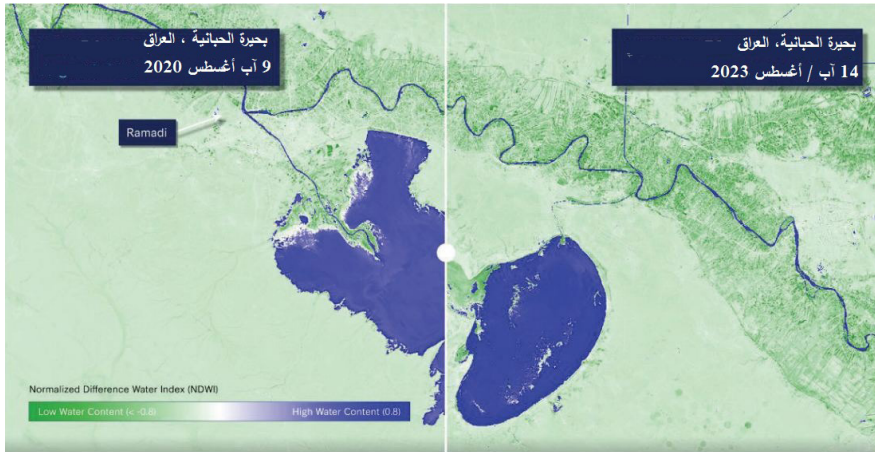 بحيرة الحبانية ، العراق
9 آب أغسطس 2020
بحيرة الحبانية، العراق
14 آب / أغسطس 2023
Ramadi
Normalized Difference Water Index (NDWI)
Low Water Content (< -0.8)
High Water Content (0.8)